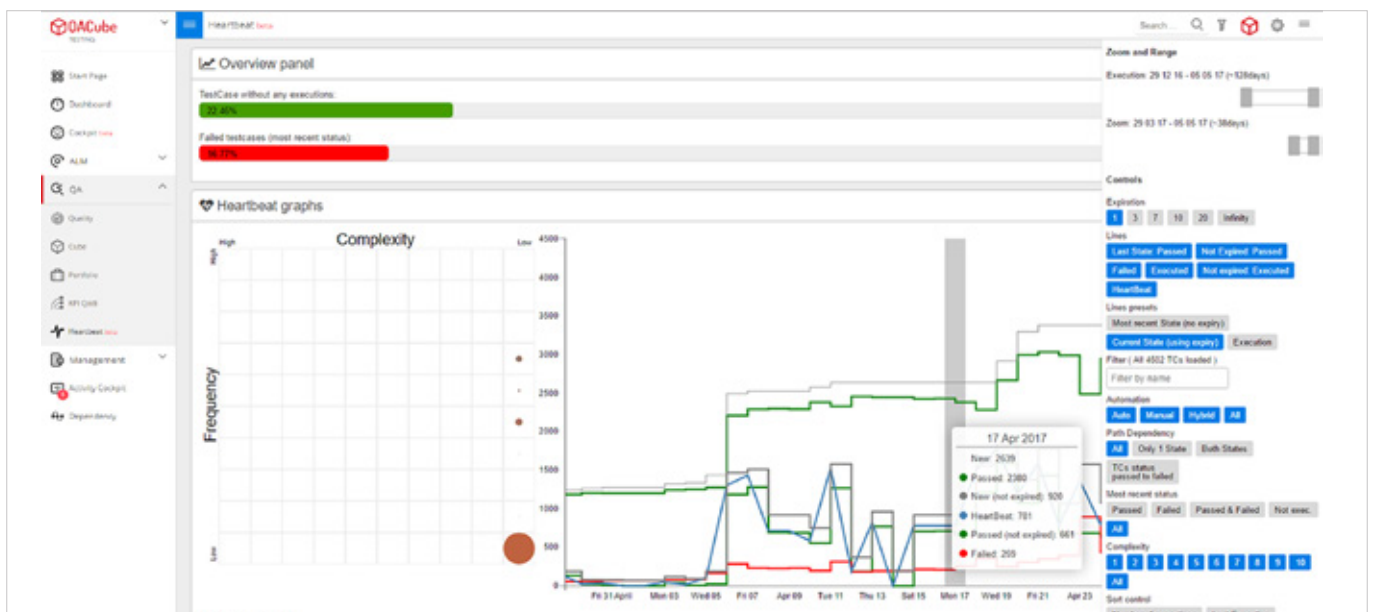 QACube
TESTING
Start Page
Dashboard
Cockpit beta
ALM
QA
Quality
Cube
Portfolio
KPI QMB
Heartbeat beta
Management
Activity Cockpit
Dependency
Heartbeat beta
Search...
Overview panel
TestCase without any executions:
22.46%
Failed testcases (most recent status)
16.77%
Heartbeat graphs
Complexity
High
Low
High
Frequency
Low
4500
4000
3500
3000
2500
2000
1500
1000
500
0
Fri 31 April
Mon 03
Wed 05
Fri 07
Apr 09
Tue 11
Thu 13
Sat 15
Mon 17
Wed 19
Fri 21
Apr 23
17 Apr 2017
New: 2639
Passed: 2380
New (not expired): 920
HeartBeat: 781
Passed (not expired): 661
Failed: 259
Zoom and Range
Execution: 29 12 16 - 05 05 17 (~128days)
Zoom: 29 03 17 - 05 05 17 (~38days)
Controls
Expiration
1 3 7 10 20 Infinity
Lines
Last State: Passed Not Expired: Passed
Failed Executed Not expired: Executed
HeartBeat
Lines presets
Most recent State (no expiry)
Current State (using expiry) Execution
Filter ( All 4502 TCs loaded )
Filter by name
Automation
Auto Manual Hybrid All
Path Dependency
All Only 1 State Both States
TCs status
passed to failed
Most recent status
Passed Failed Passed & Failed Not exec.
All
Complexity
1 2 3 4 5 6 7 8 9 10
All
Sort control